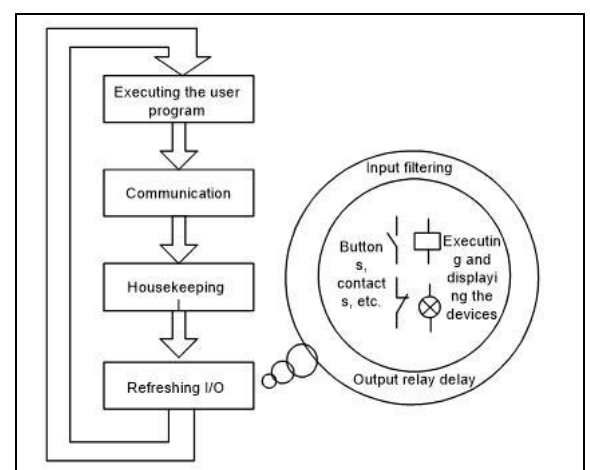 Executing the user
program
Communication
Housekeeping
Refreshing I/O
Input filtering
Button
s,
contact
s, etc.
Executin
g and
displayi
ng the
devices
Output relay delay